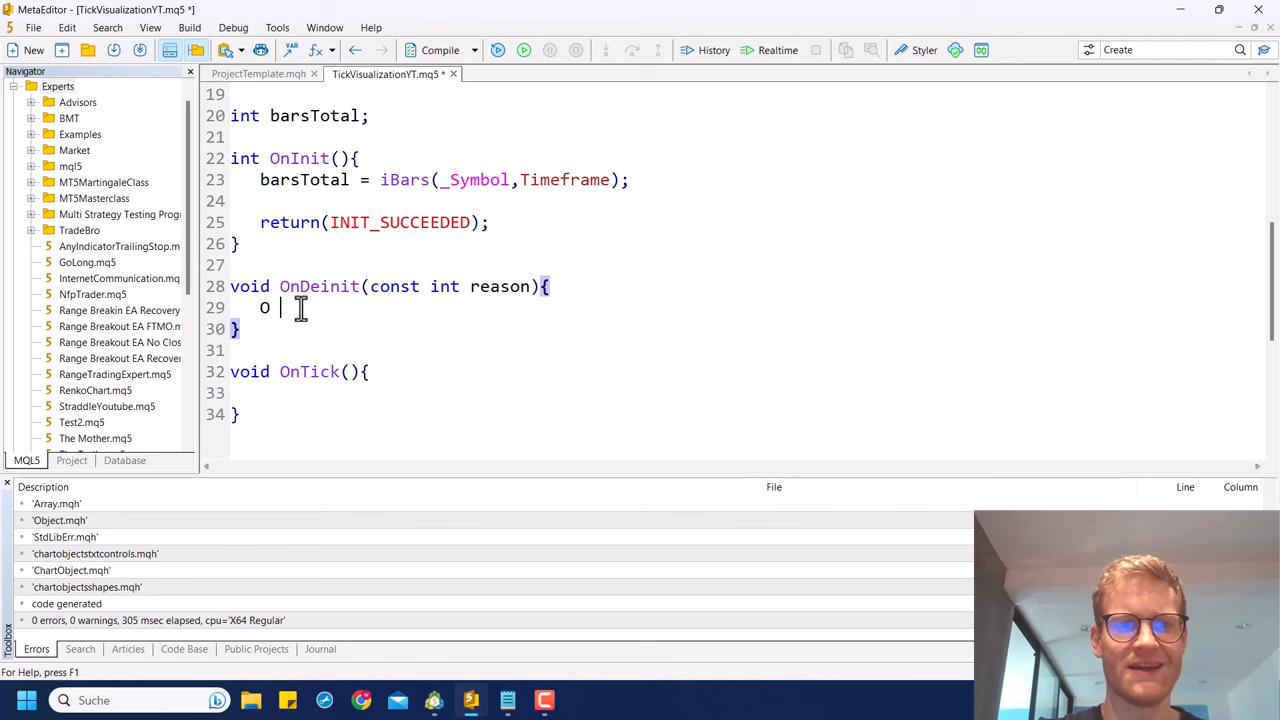 MetaEditor - [TickVisualizationYT.mq5 *]
File Edit Search View Build Debug Tools Window Help
New Compile History Realtime Styler Create
Navigator
ProjectTemplate.mqh TickVisualizationYT.mq5 *
Experts
Advisors
BMT
Examples
Market
mql5
MT5MartingaleClass
MT5Masterclass
Multi Strategy Testing Progr
TradeBro
AnyIndicatorTrailingStop.m
GoLong.mq5
InternetCommunication.mq
NfpTrader.mq5
Range Breakin EA Recovery
Range Breakout EA FTMO.m
Range Breakout EA No Clos
Range Breakout EA Recover
RangeTradingExpert.mq5
RenkoChart.mq5
StraddleYoutube.mq5
Test2.mq5
The Mother.mq5
MQL5 Project Database
19
20 int barsTotal;
21
22 int OnInit(){
23 barsTotal = iBars(_Symbol,Timeframe);
24
25 return(INIT_SUCCEEDED);
26 }
27
28 void OnDeinit(const int reason){
29 O
30 }
31
32 void OnTick(){
33
34 }
Description File Line Column
'Array.mqh'
'Object.mqh'
'StdLibErr.mqh'
'chartobjectstxtcontrols.mqh'
'ChartObject.mqh'
'chartobjectsshapes.mqh'
code generated
0 errors, 0 warnings, 305 msec elapsed, cpu='X64 Regular'
Toolbox
Errors Search Articles Code Base Public Projects Journal
For Help, press F1
Suche